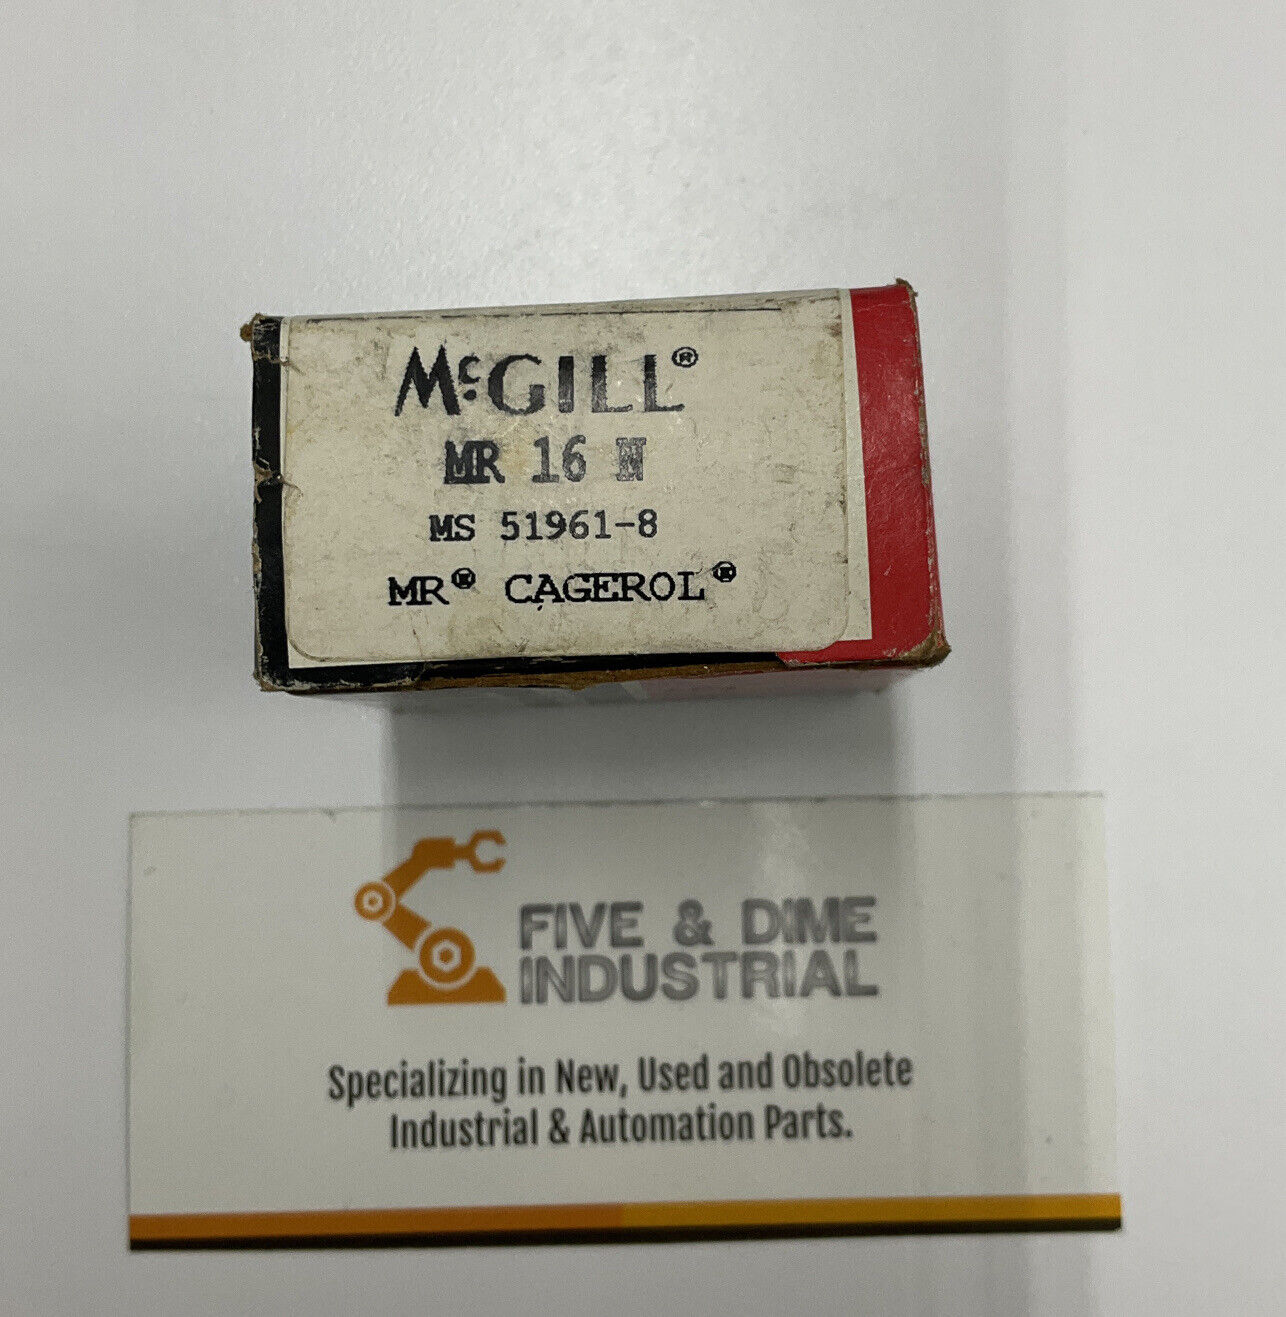 McGILL®
MR 16 N
MS 51961-8
MR® CAGEROL®
FIVE & DIME
INDUSTRIAL
Specializing in New, Used and Obsolete
Industrial & Automation Parts.